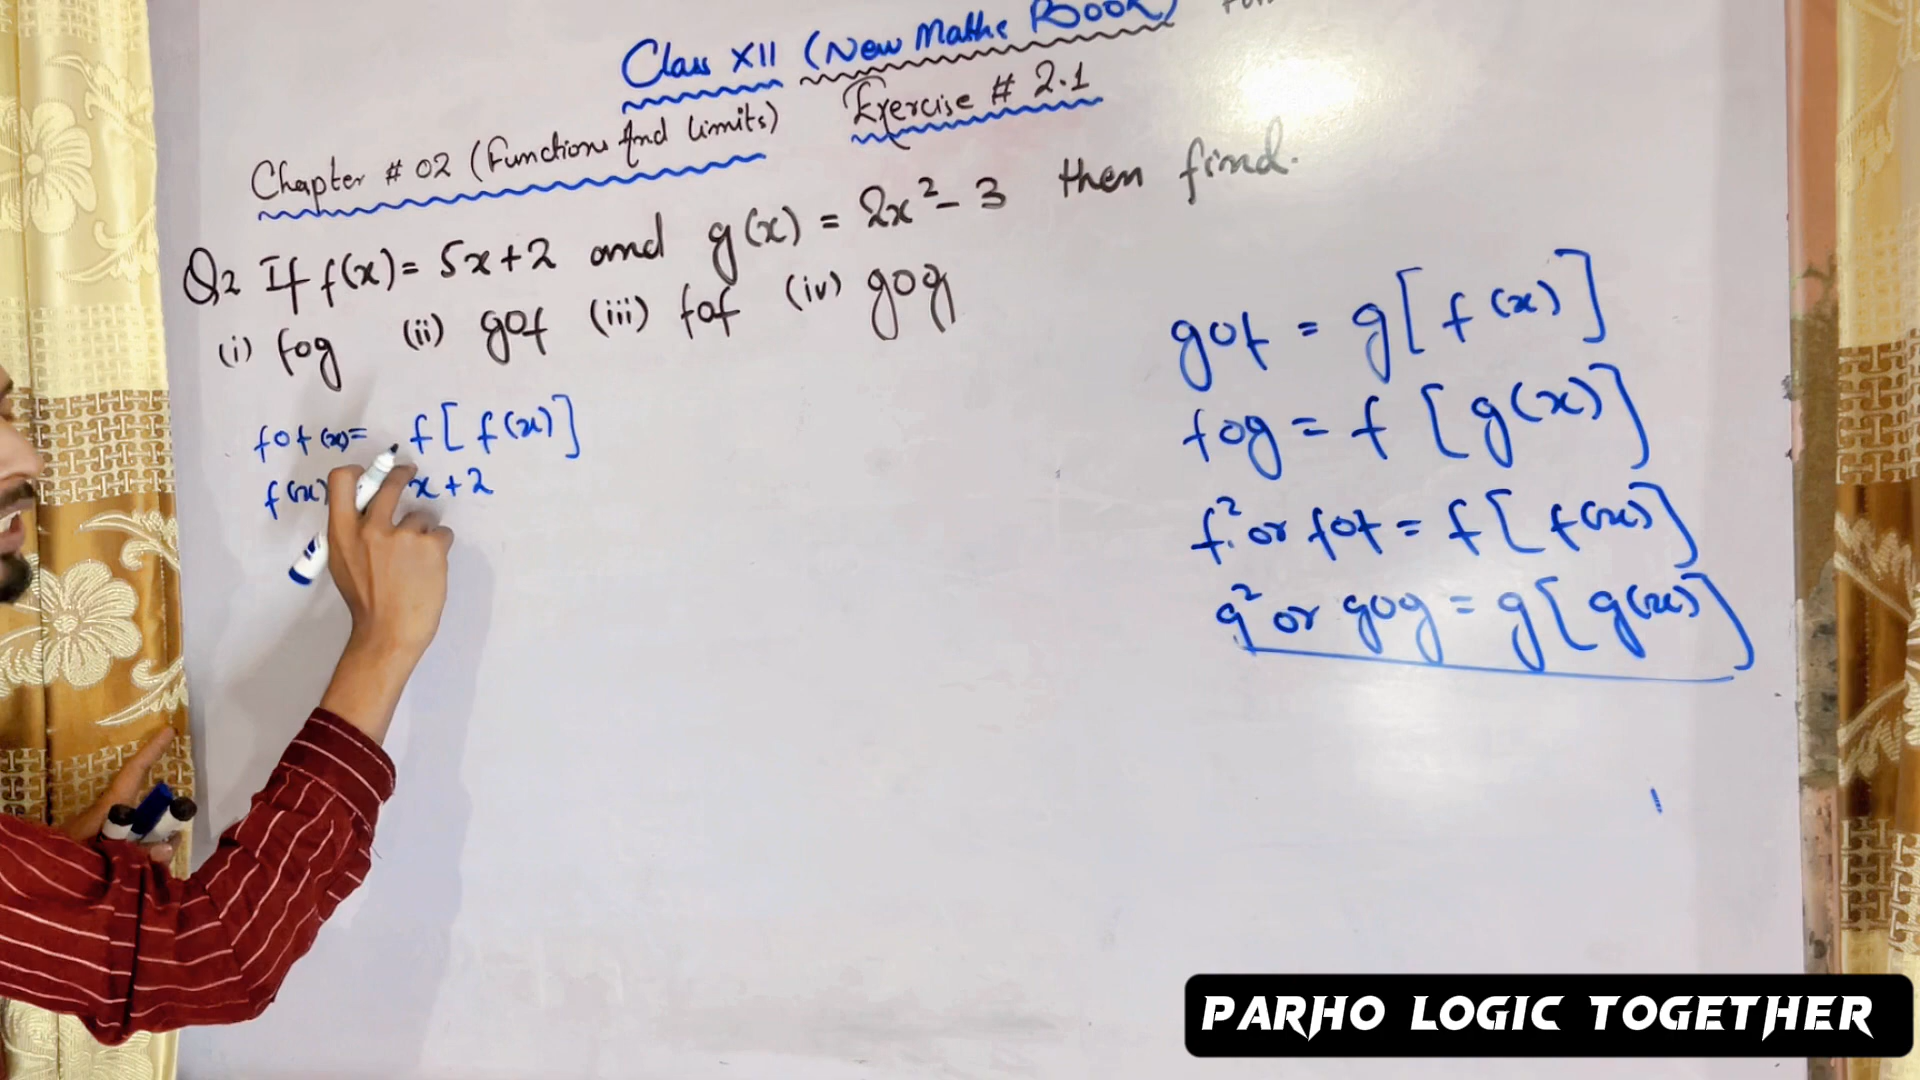 Class XII (New Maths Book)
Chapter # 02 (Functions And Limits) Exercise # 2.1
Q2 If f(x) = 5x+2 and g(x) = 2x²-3 then find.
(i) fog (ii) gof (iii) fof (iv) gog
fof(x) = f[f(x)]
f(x) x+2
gof = g[f(x)]
fog = f[g(x)]
f² or fof = f[f(x)]
g² or gog = g[g(x)]
PARHO LOGIC TOGETHER